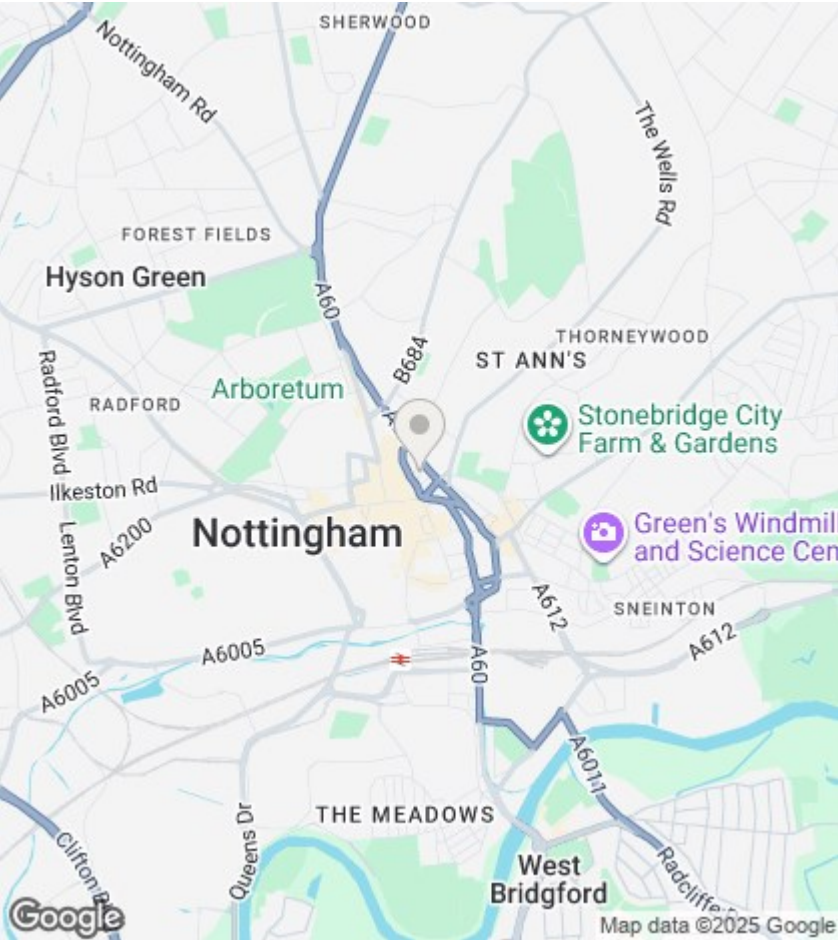 SHERWOOD
Nottingham Rd
The Wells Rd
FOREST FIELDS
Hyson Green
A60
THORNEYWOOD
B684
ST ANN'S
Radford Blvd
Arboretum
RADFORD
Stonebridge City
Farm & Gardens
Ilkeston Rd
Nottingham
Green's Windmill
and Science Cen
A6200
Lenton Blvd
A612
SNEINTON
A612
A6005
A60
A6005
A6011
THE MEADOWS
Queens Dr
Clifton
West
Bridgford
Radcliffe
Google
Map data ©2025 Google